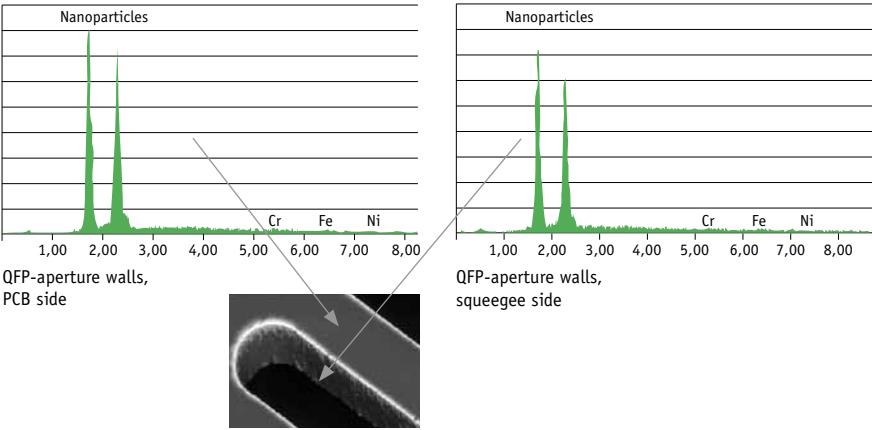 Nanoparticles
Cr Fe Ni
1,00 2,00 3,00 4,00 5,00 6,00 7,00 8,00
QFP-aperture walls,
PCB side
Nanoparticles
Cr Fe Ni
1,00 2,00 3,00 4,00 5,00 6,00 7,00 8,00
QFP-aperture walls,
squeegee side